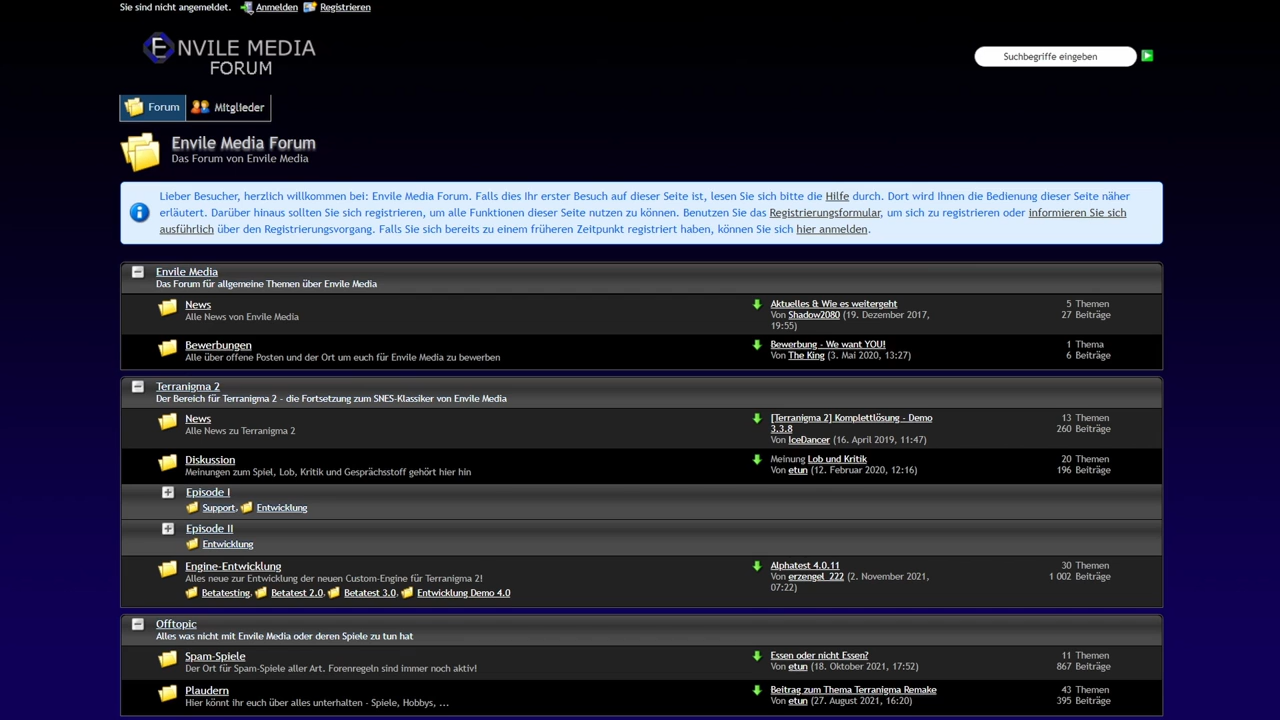 Sie sind nicht angemeldet. Anmelden Registrieren
ENVILE MEDIA
FORUM
Suchbegriffe eingeben
Forum Mitglieder
Envile Media Forum
Das Forum von Envile Media
Lieber Besucher, herzlich willkommen bei: Envile Media Forum. Falls dies Ihr erster Besuch auf dieser Seite ist, lesen Sie sich bitte die Hilfe durch. Dort wird Ihnen die Bedienung dieser Seite näher
erläutert. Darüber hinaus sollten Sie sich registrieren, um alle Funktionen dieser Seite nutzen zu können. Benutzen Sie das Registrierungsformular, um sich zu registrieren oder informieren Sie sich
ausführlich über den Registrierungsvorgang. Falls Sie sich bereits zu einem früheren Zeitpunkt registriert haben, können Sie sich hier anmelden.
Envile Media
Das Forum für allgemeine Themen über Envile Media
News
Alle News von Envile Media
Aktuelles & Wie es weitergeht
Von Shadow2080 (19. Dezember 2017,
19:55)
5 Themen
27 Beiträge
Bewerbungen
Alle über offene Posten und der Ort um euch für Envile Media zu bewerben
Bewerbung - We want YOU!
Von The King (3. Mai 2020, 13:27)
1 Thema
6 Beiträge
Terranigma 2
Der Bereich für Terranigma 2 - die Fortsetzung zum SNES-Klassiker von Envile Media
News
Alle News zu Terranigma 2
[Terranigma 2] Komplettlösung - Demo
3.3.8
Von IceDancer (16. April 2019, 11:47)
13 Themen
260 Beiträge
Diskussion
Meinungen zum Spiel, Lob, Kritik und Gesprächsstoff gehört hier hin
Meinung Lob und Kritik
Von etun (12. Februar 2020, 12:16)
20 Themen
196 Beiträge
Episode I
Support, Entwicklung
Episode II
Entwicklung
Engine-Entwicklung
Alles neue zur Entwicklung der neuen Custom-Engine für Terranigma 2!
Betatesting, Betatest 2.0, Betatest 3.0, Entwicklung Demo 4.0
Alphatest 4.0.11
Von erzengel_222 (2. November 2021,
07:22)
30 Themen
1 002 Beiträge
Offtopic
Alles was nicht mit Envile Media oder deren Spiele zu tun hat
Spam-Spiele
Der Ort für Spam-Spiele aller Art. Forenregeln sind immer noch aktiv!
Essen oder nicht Essen?
Von etun (18. Oktober 2021, 17:52)
11 Themen
867 Beiträge
Plaudern
Hier könnt ihr euch über alles unterhalten - Spiele, Hobbys, ...
Beitrag zum Thema Terranigma Remake
Von etun (27. August 2021, 16:20)
43 Themen
395 Beiträge